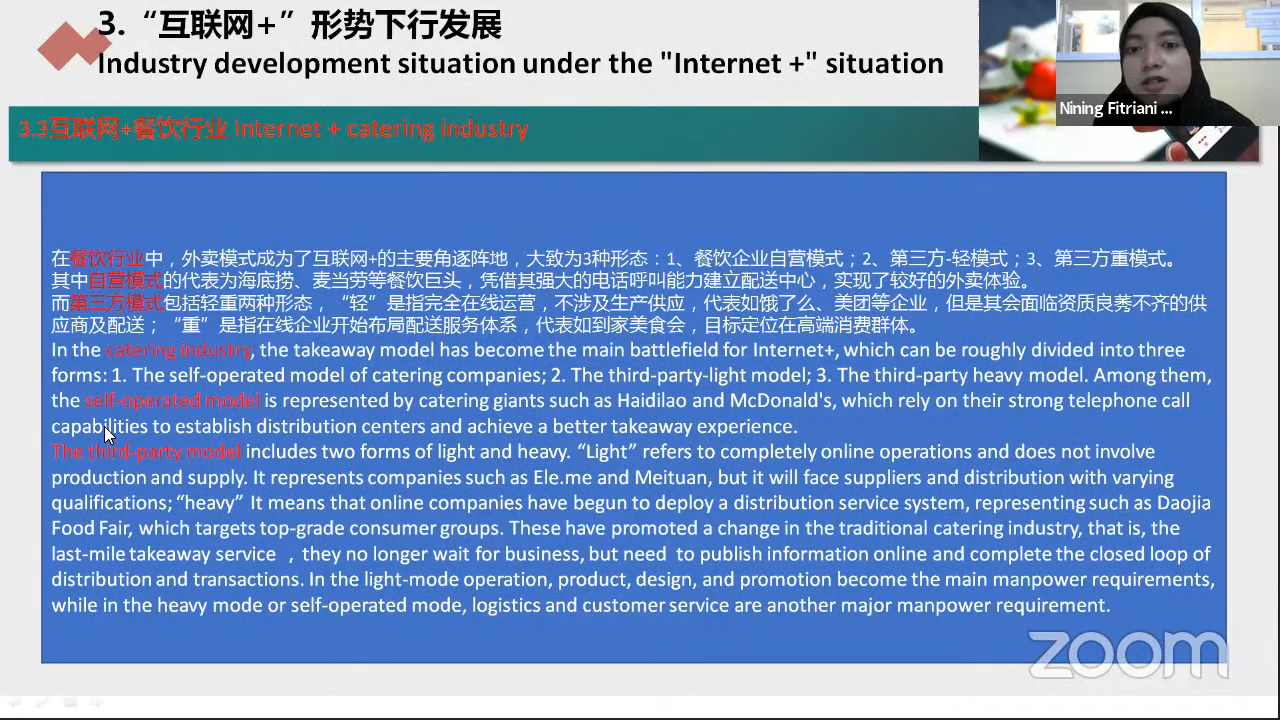 3.“互联网+”形势下行发展
Industry development situation under the "Internet +" situation
Nining Fitriani ...
3.3互联网+餐饮行业 Internet + catering industry
在餐饮行业中，外卖模式成为了互联网+的主要角逐阵地，大致为3种形态：1、餐饮企业自营模式；2、第三方-轻模式；3、第三方重模式。
其中自营模式的代表为海底捞、麦当劳等餐饮巨头，凭借其强大的电话呼叫能力建立配送中心，实现了较好的外卖体验。
而第三方模式包括轻重两种形态，“轻”是指完全在线运营，不涉及生产供应，代表如饿了么、美团等企业，但是其会面临资质良莠不齐的供
应商及配送；“重”是指在线企业开始布局配送服务体系，代表如到家美食会，目标定位在高端消费群体。
In the catering industry, the takeaway model has become the main battlefield for Internet+, which can be roughly divided into three
forms: 1. The self-operated model of catering companies; 2. The third-party-light model; 3. The third-party heavy model. Among them,
the self-operated model is represented by catering giants such as Haidilao and McDonald's, which rely on their strong telephone call
capabilities to establish distribution centers and achieve a better takeaway experience.
The third-party model includes two forms of light and heavy. “Light” refers to completely online operations and does not involve
production and supply. It represents companies such as Ele.me and Meituan, but it will face suppliers and distribution with varying
qualifications; “heavy” It means that online companies have begun to deploy a distribution service system, representing such as Daojia
Food Fair, which targets top-grade consumer groups. These have promoted a change in the traditional catering industry, that is, the
last-mile takeaway service ，they no longer wait for business, but need to publish information online and complete the closed loop of
distribution and transactions. In the light-mode operation, product, design, and promotion become the main manpower requirements,
while in the heavy mode or self-operated mode, logistics and customer service are another major manpower requirement.
zoom